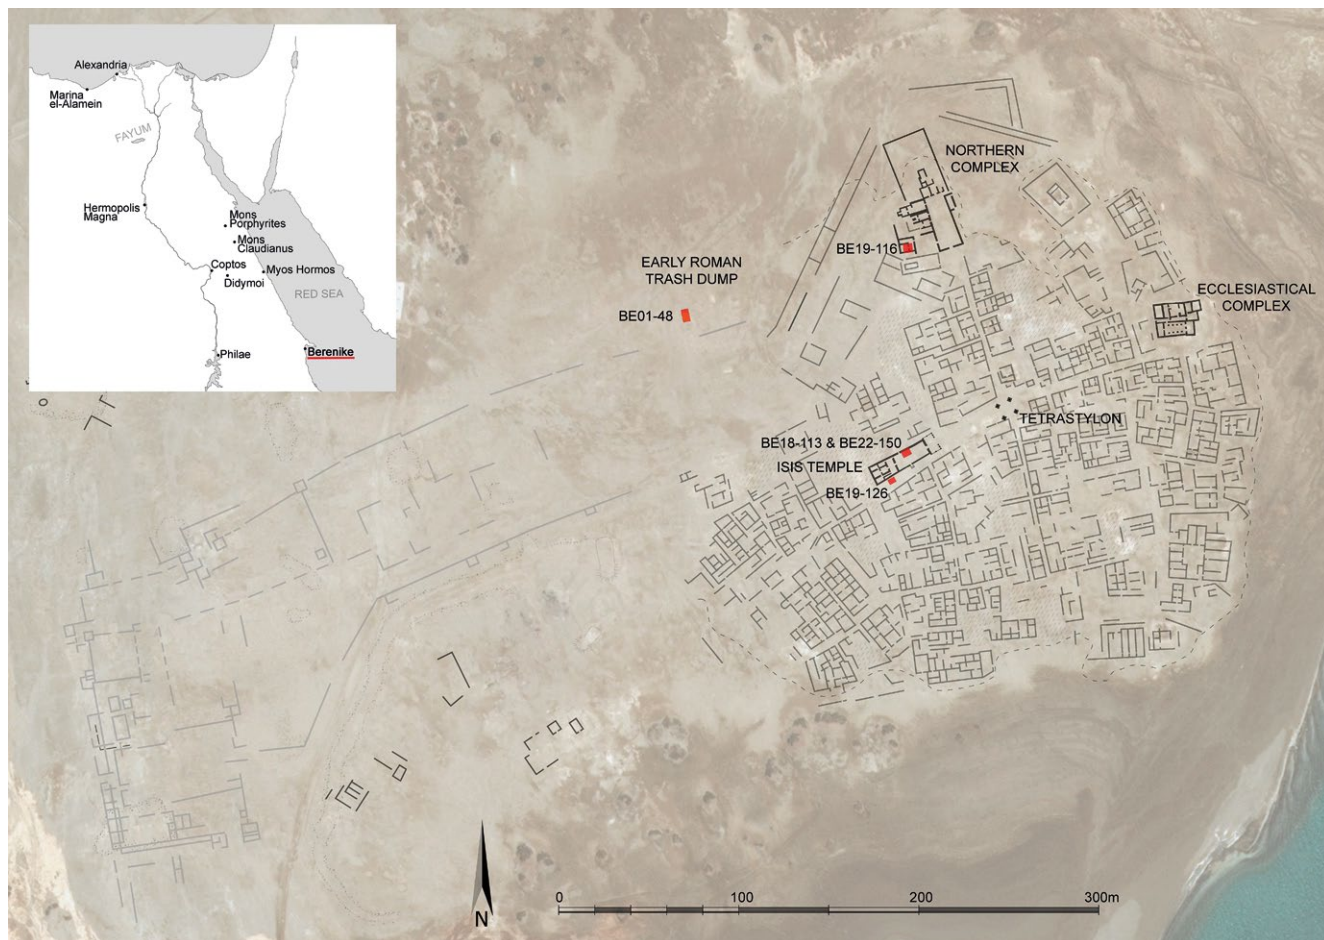 Alexandria
Marina
el-Alamein
FAYUM
Hermopolis
Magna
Mons
Porphyrites
Mons
Claudianus
Coptos
Myos Hormos
Didymoi
RED SEA
Philae
Berenike
NORTHERN
COMPLEX
BE19-116
EARLY ROMAN
TRASH DUMP
BE01-48
ECCLESIASTICAL
COMPLEX
TETRASTYLON
BE18-113 & BE22-150
ISIS TEMPLE
BE19-126
N
0 100 200 300m